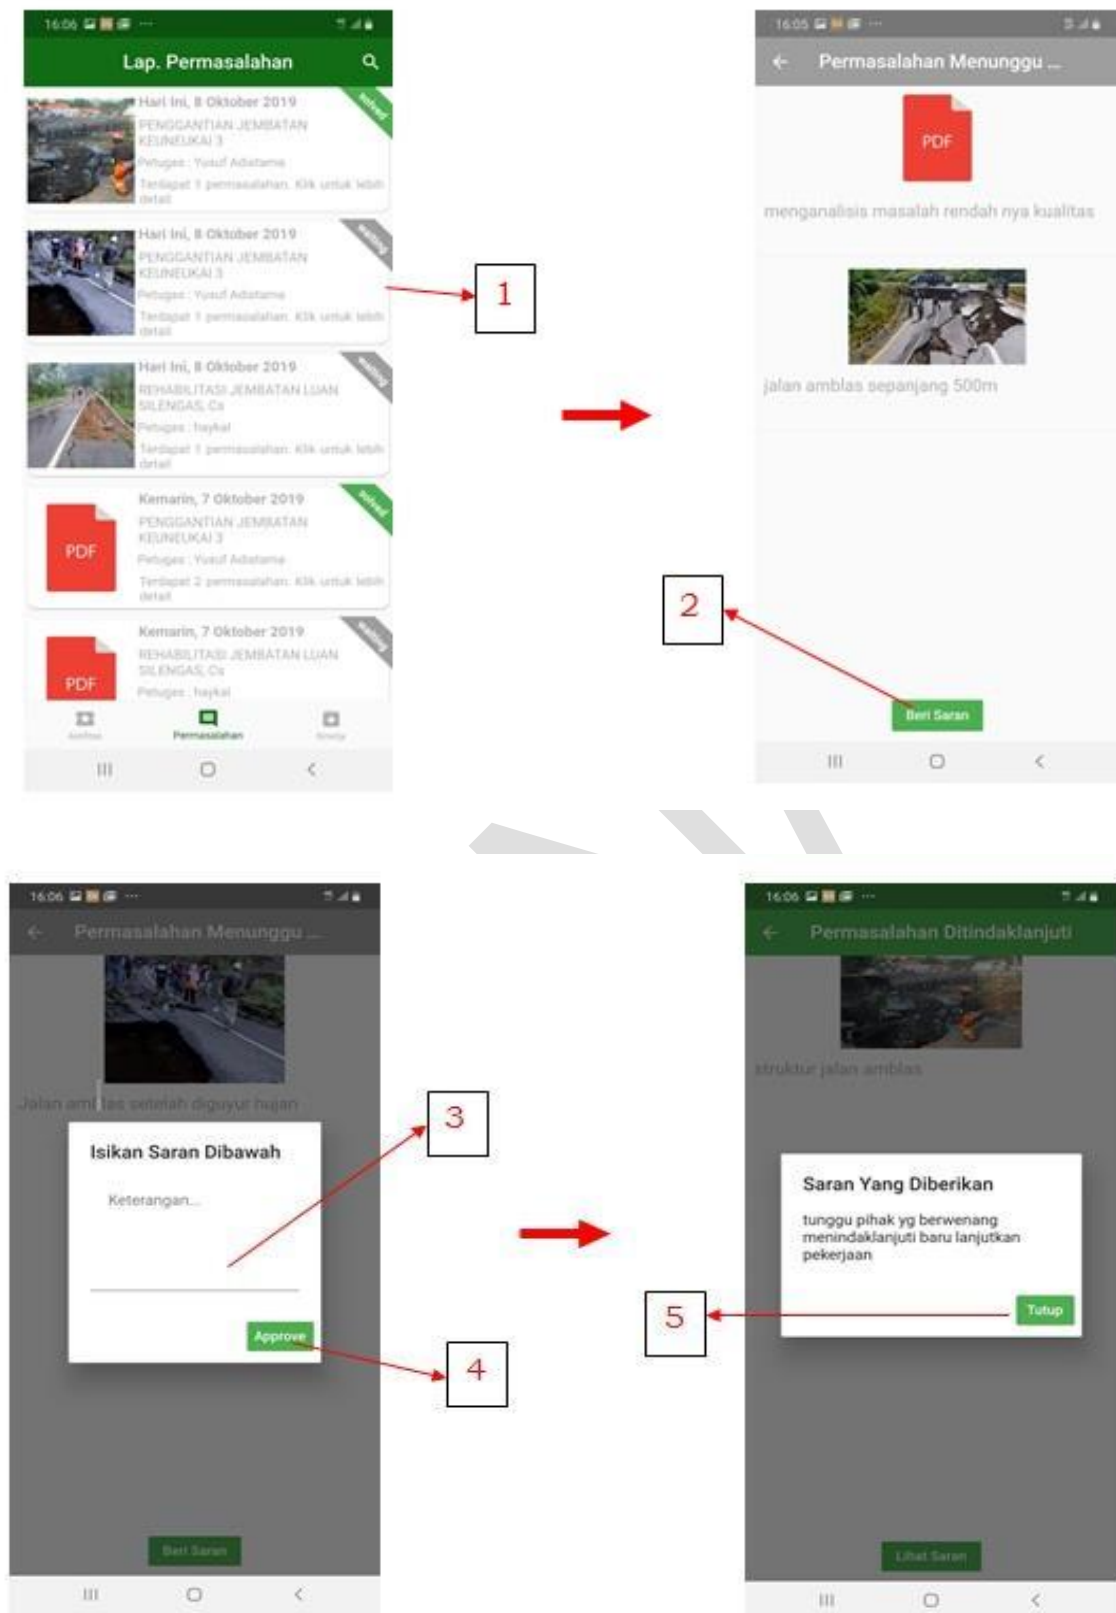 16:06
Lap. Permasalahan
Hari Ini, 8 Oktober 2019
solved
PENGGANTIAN JEMBATAN
KEUNEUKAI 3
Petugas : Yusuf Adiatama
Terdapat 1 permasalahan. Klik untuk lebih
detail
Hari Ini, 8 Oktober 2019
waiting
PENGGANTIAN JEMBATAN
KEUNEUKAI 3
Petugas : Yusuf Adiatama
Terdapat 1 permasalahan. Klik untuk lebih
detail
Hari Ini, 8 Oktober 2019
waiting
REHABILITASI JEMBATAN LUAN
SILENGAS, Cs
Petugas : haykal
Terdapat 1 permasalahan. Klik untuk lebih
detail
PDF
Kemarin, 7 Oktober 2019
solved
PENGGANTIAN JEMBATAN
KEUNEUKAI 3
Petugas : Yusuf Adiatama
Terdapat 2 permasalahan. Klik untuk lebih
detail
PDF
Kemarin, 7 Oktober 2019
waiting
REHABILITASI JEMBATAN LUAN
SILENGAS, Cs
Petugas : haykal
Permasalahan
1
16:05
Permasalahan Menunggu ...
PDF
menganalisis masalah rendah nya kualitas
jalan amblas sepanjang 500m
2
Beri Saran
16:06
Permasalahan Menunggu ...
Jalan amblas setelah diguyur hujan
Isikan Saran Dibawah
Keterangan...
Approve
Beri Saran
3
4
16:06
Permasalahan Ditindaklanjuti
struktur jalan amblas
Saran Yang Diberikan
tunggu pihak yg berwenang
menindaklanjuti baru lanjutkan
pekerjaan
Tutup
5
Lihat Saran